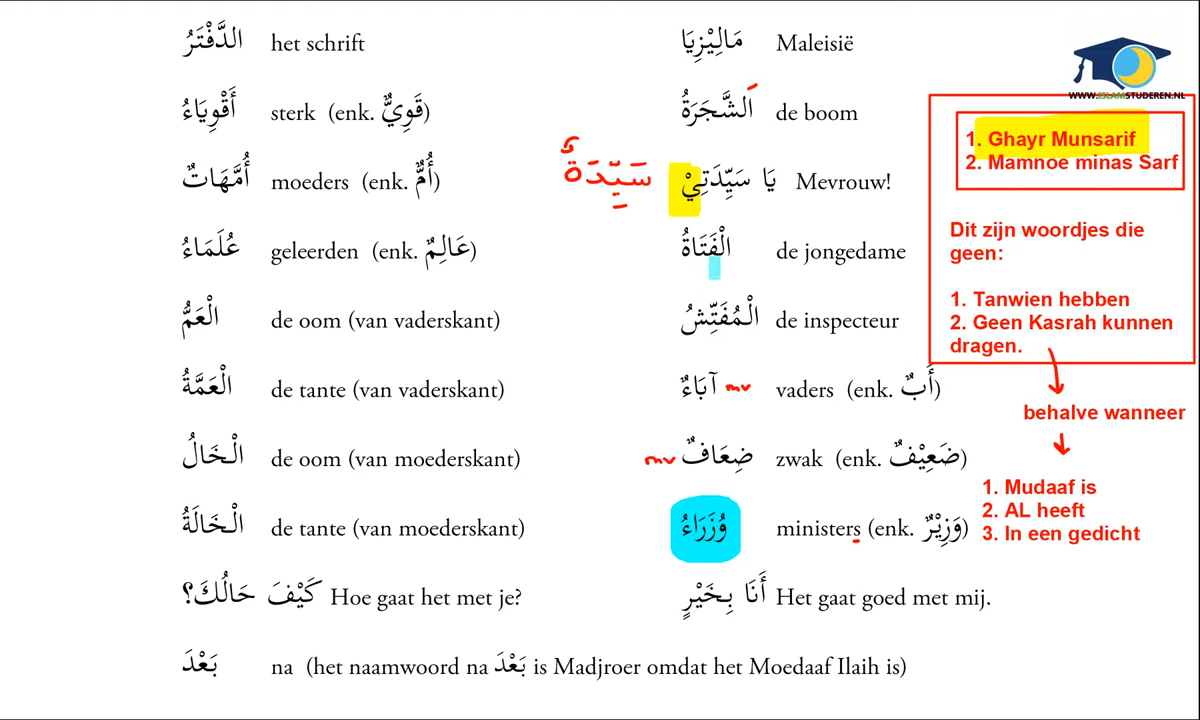 الدَّفْتَرُ het schrift
مَالِيْزِيَا Maleisië
أَقْوِيَاءُ sterk (enk. قَوِيٌّ)
الشَّجَرَةُ de boom
أُمَّهَاتٌ moeders (enk. أُمٌّ)
سَيِّدَةٌ
يَا سَيِّدَتِيْ Mevrouw!
عُلَمَاءُ geleerden (enk. عَالِمٌ)
الْفَتَاةُ de jongedame
الْعَمُّ de oom (van vaderskant)
الْمُفَتِّشُ de inspecteur
الْعَمَّةُ de tante (van vaderskant)
آبَاءٌ mv vaders (enk. أَبٌ)
الْخَالُ de oom (van moederskant)
mv ضِعَافٌ zwak (enk. ضَعِيْفٌ)
الْخَالَةُ de tante (van moederskant)
وُزَرَاءُ ministers (enk. وَزِيْرٌ)
كَيْفَ حَالُكَ؟ Hoe gaat het met je?
أَنَا بِخَيْرٍ Het gaat goed met mij.
بَعْدَ na (het naamwoord na بَعْدَ is Madjroer omdat het Moedaaf Ilaih is)
WWW.ISLAMSTUDEREN.NL
1. Ghayr Munsarif
2. Mamnoe minas Sarf
Dit zijn woordjes die
geen:
1. Tanwien hebben
2. Geen Kasrah kunnen
dragen.
behalve wanneer
1. Mudaaf is
2. AL heeft
3. In een gedicht